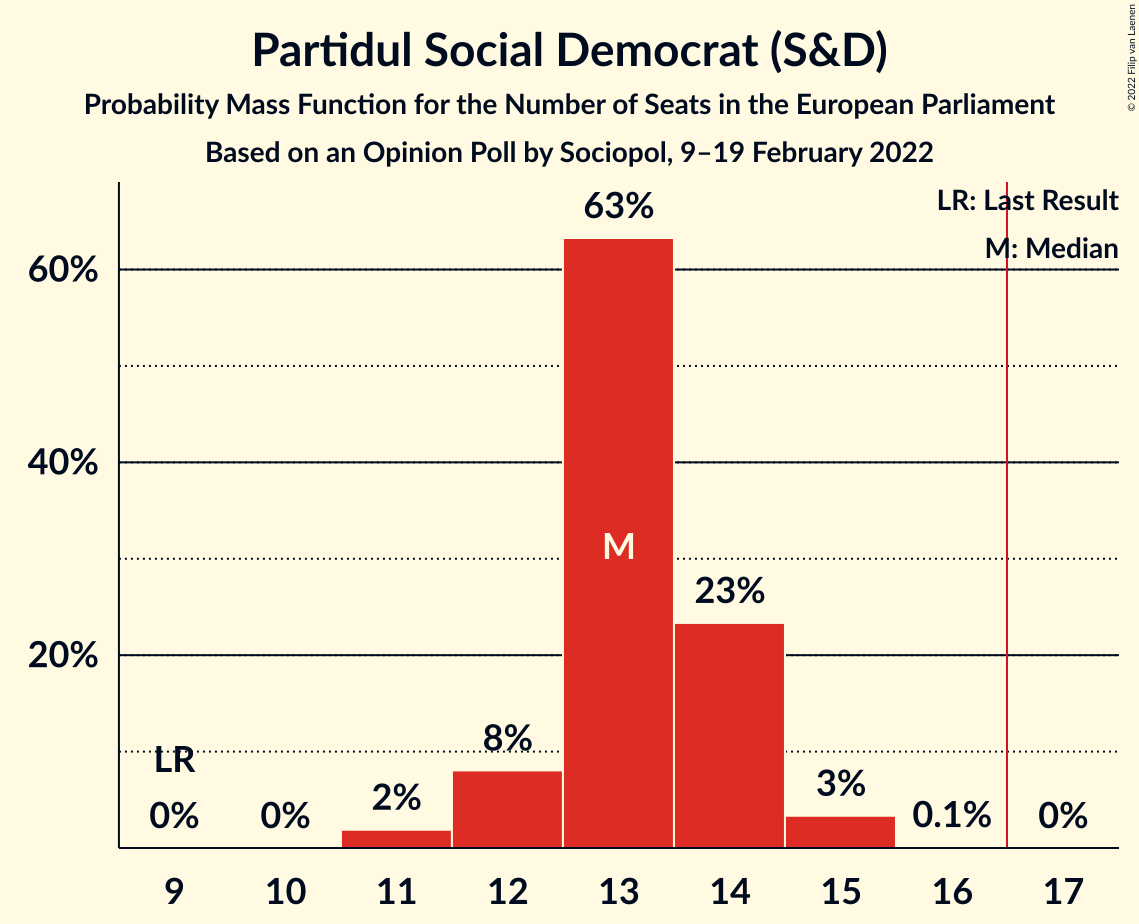 Partidul Social Democrat (S&D)
Probability Mass Function for the Number of Seats in the European Parliament
Based on an Opinion Poll by Sociopol, 9–19 February 2022
© 2022 Filip van Laenen
LR: Last Result
M: Median
60%
40%
20%
LR
0%
0%
2%
8%
63%
M
23%
3%
0.1%
0%
9 10 11 12 13 14 15 16 17